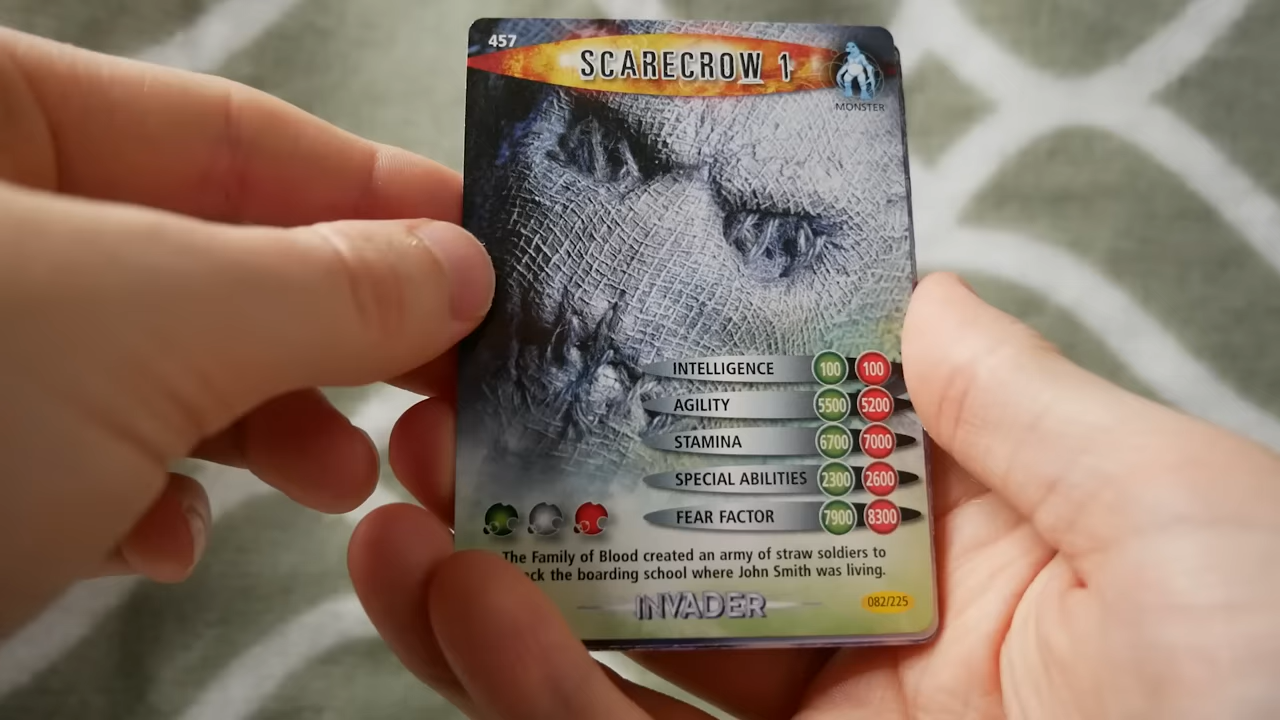 457
SCARECROW 1
MONSTER
INTELLIGENCE 100 100
AGILITY 5500 5200
STAMINA 6700 7000
SPECIAL ABILITIES 2300 2600
FEAR FACTOR 7900 8300
The Family of Blood created an army of straw soldiers to
the boarding school where John Smith was living.
INVADER
082/225